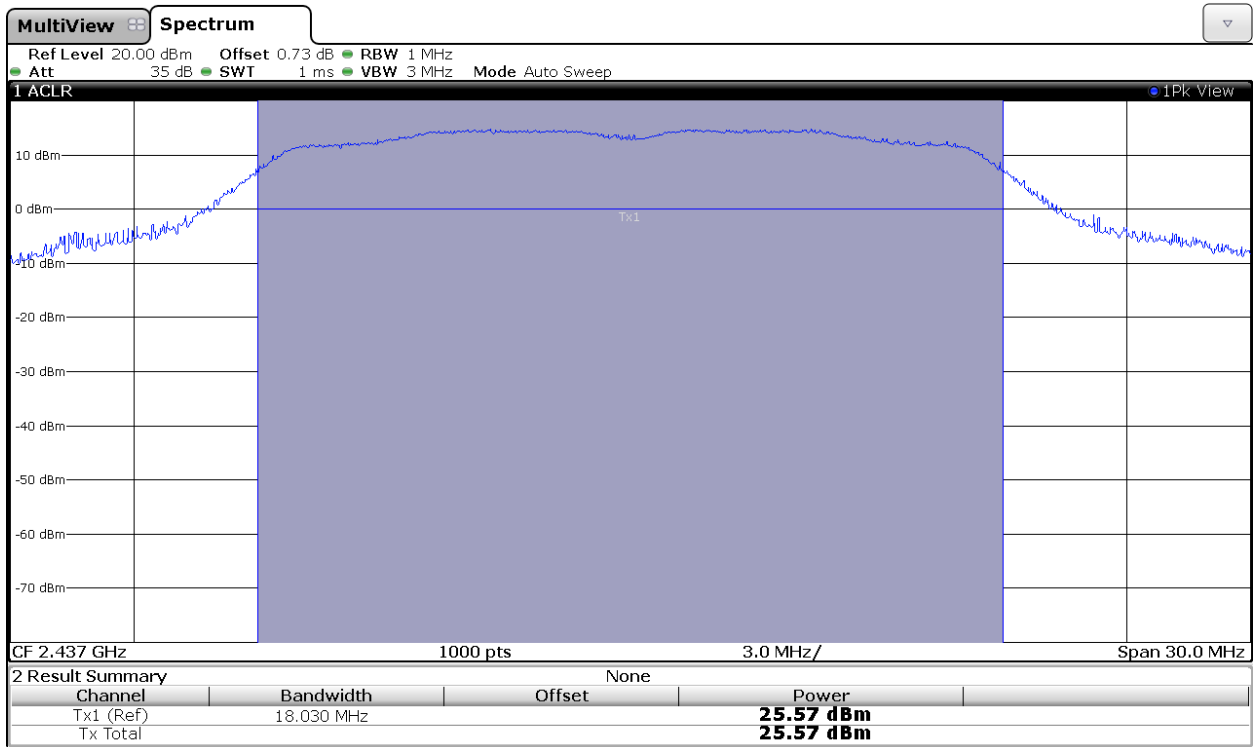 MultiView Spectrum
Ref Level 20.00 dBm Offset 0.73 dB RBW 1 MHz
Att 35 dB SWT 1 ms VBW 3 MHz Mode Auto Sweep
1 ACLR 1Pk View
10 dBm
0 dBm
Tx1
-10 dBm
-20 dBm
-30 dBm
-40 dBm
-50 dBm
-60 dBm
-70 dBm
CF 2.437 GHz 1000 pts 3.0 MHz/ Span 30.0 MHz
2 Result Summary None
Channel Bandwidth Offset Power
Tx1 (Ref) 18.030 MHz 25.57 dBm
Tx Total 25.57 dBm